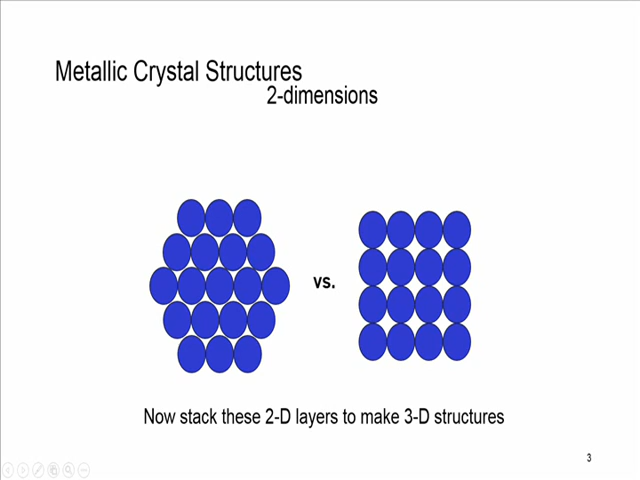 Metallic Crystal Structures
2-dimensions
vs.
Now stack these 2-D layers to make 3-D structures
3